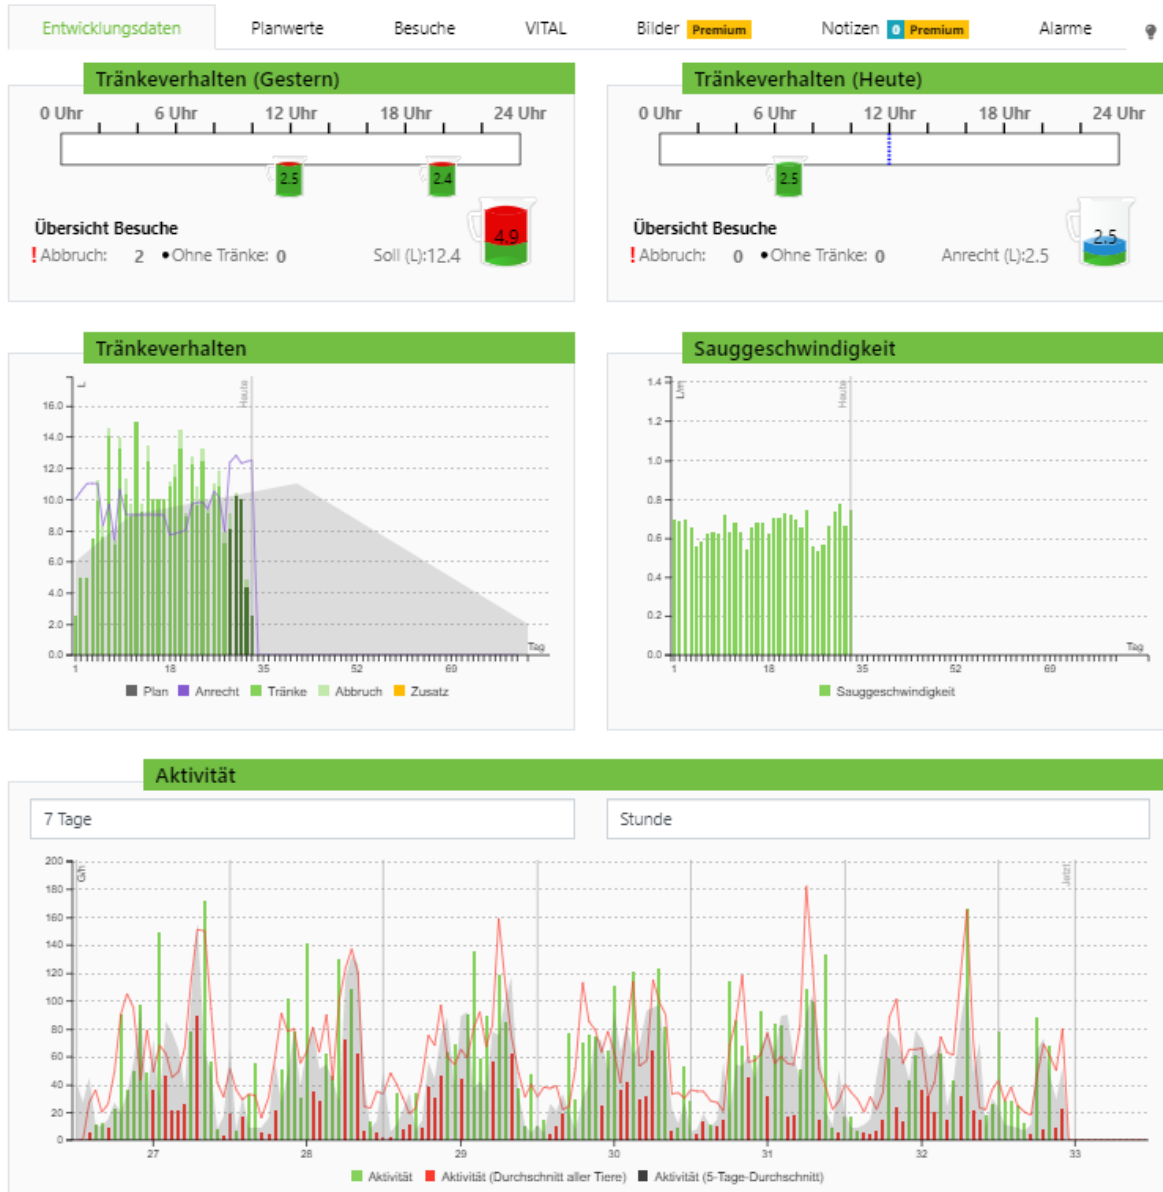 Entwicklungsdaten Planwerte Besuche VITAL Bilder Premium Notizen 0 Premium Alarme
Tränkeverhalten (Gestern)
0 Uhr 6 Uhr 12 Uhr 18 Uhr 24 Uhr
2.5 2.4
Übersicht Besuche
4.9
! Abbruch: 2 • Ohne Tränke: 0 Soll (L):12.4
Tränkeverhalten (Heute)
0 Uhr 6 Uhr 12 Uhr 18 Uhr 24 Uhr
2.5
Übersicht Besuche
2.5
! Abbruch: 0 • Ohne Tränke: 0 Anrecht (L):2.5
Tränkeverhalten
L
Heute
16.0
14.0
12.0
10.0
8.0
6.0
4.0
2.0
0.0
Tag
1 18 35 52 69
Plan Anrecht Tränke Abbruch Zusatz
Sauggeschwindigkeit
L/m
Heute
1.4
1.2
1.0
0.8
0.6
0.4
0.2
0.0
Tag
1 18 35 52 69
Sauggeschwindigkeit
Aktivität
7 Tage
Stunde
G/h
Jetzt
200
180
160
140
120
100
80
60
40
20
0
27 28 29 30 31 32 33
Aktivität Aktivität (Durchschnitt aller Tiere) Aktivität (5-Tage-Durchschnitt)